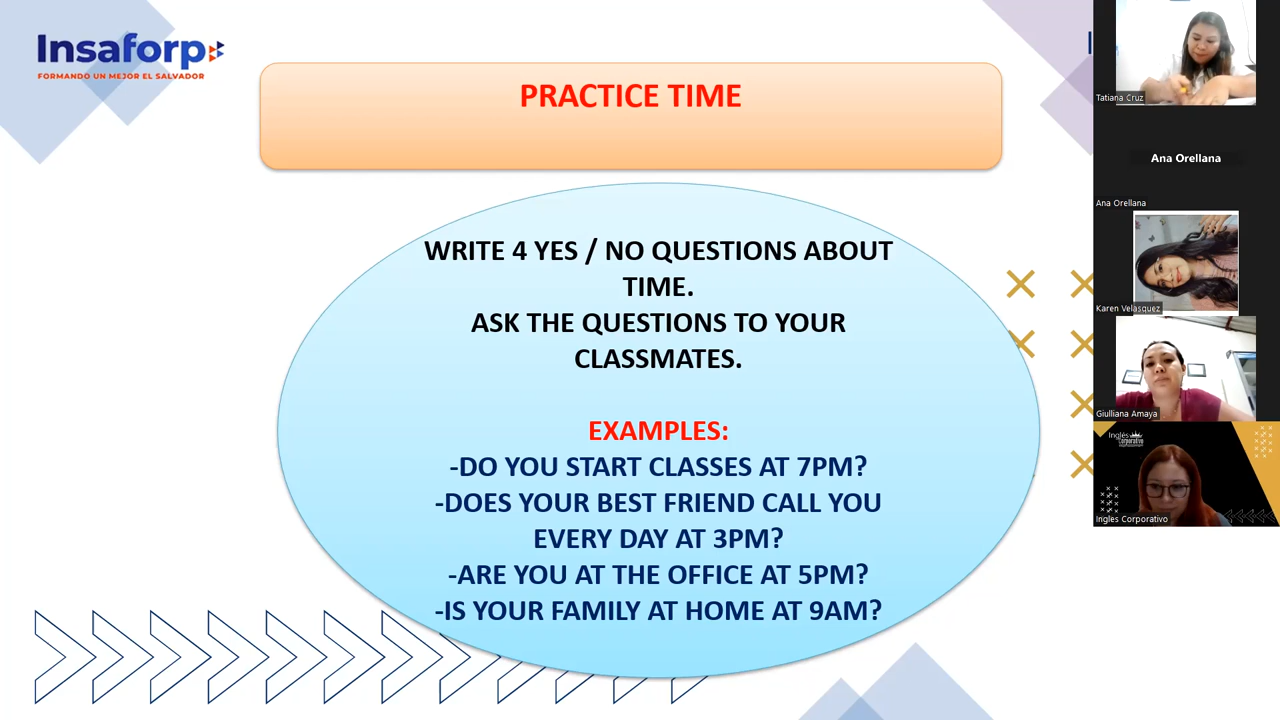 Insaforp
FORMANDO UN MEJOR EL SALVADOR
PRACTICE TIME
WRITE 4 YES / NO QUESTIONS ABOUT
TIME.
ASK THE QUESTIONS TO YOUR
CLASSMATES.
EXAMPLES:
-DO YOU START CLASSES AT 7PM?
-DOES YOUR BEST FRIEND CALL YOU
EVERY DAY AT 3PM?
-ARE YOU AT THE OFFICE AT 5PM?
-IS YOUR FAMILY AT HOME AT 9AM?
Tatiana Cruz
Ana Orellana
Ana Orellana
Karen Velasquez
Giulliana Amaya
Inglés
Corporativo
Ingles Corporativo